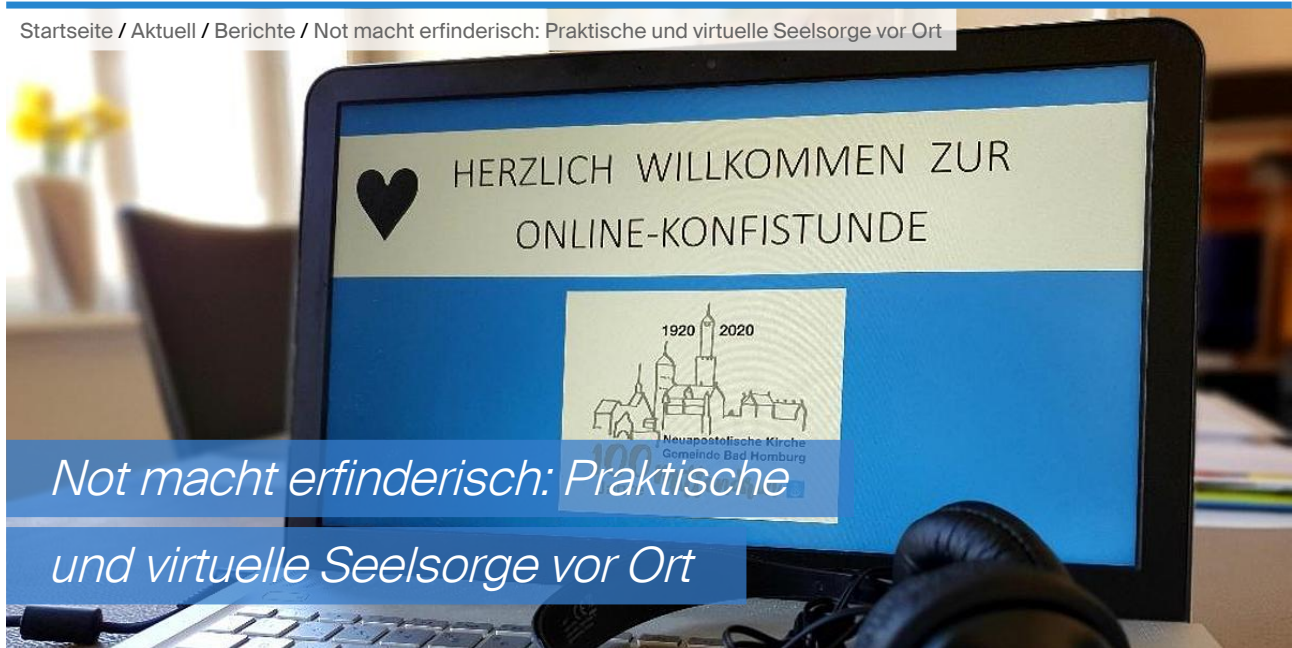 Startseite / Aktuell / Berichte / Not macht erfinderisch: Praktische und virtuelle Seelsorge vor Ort
HERZLICH WILLKOMMEN ZUR
ONLINE-KONFISTUNDE
1920 2020
Neuapostolische Kirche
Gemeinde Bad Homburg
100
Not macht erfinderisch: Praktische
und virtuelle Seelsorge vor Ort